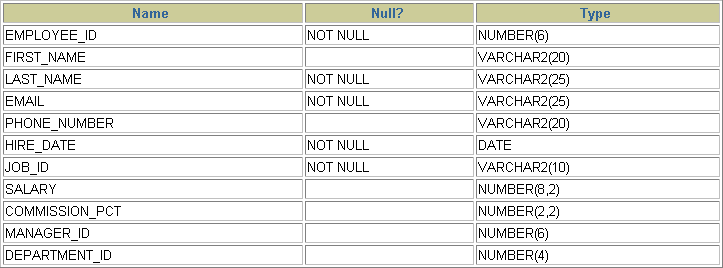 Name Null? Type
EMPLOYEE_ID NOT NULL NUMBER(6)
FIRST_NAME VARCHAR2(20)
LAST_NAME NOT NULL VARCHAR2(25)
EMAIL NOT NULL VARCHAR2(25)
PHONE_NUMBER VARCHAR2(20)
HIRE_DATE NOT NULL DATE
JOB_ID NOT NULL VARCHAR2(10)
SALARY NUMBER(8,2)
COMMISSION_PCT NUMBER(2,2)
MANAGER_ID NUMBER(6)
DEPARTMENT_ID NUMBER(4)